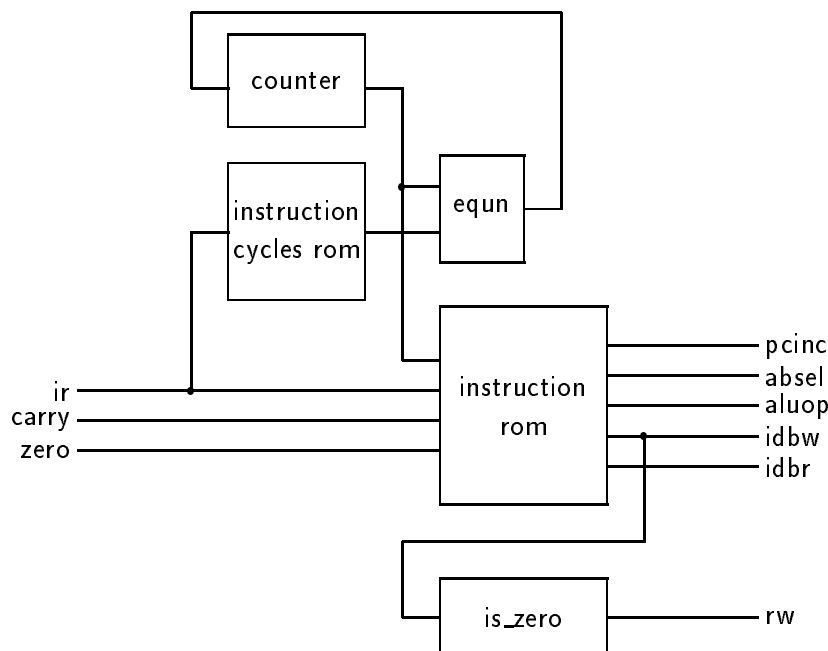 counter
instruction
cycles rom
equn
instruction
rom
ir
carry
zero
pcinc
absel
aluop
idbw
idbr
is_zero
rw